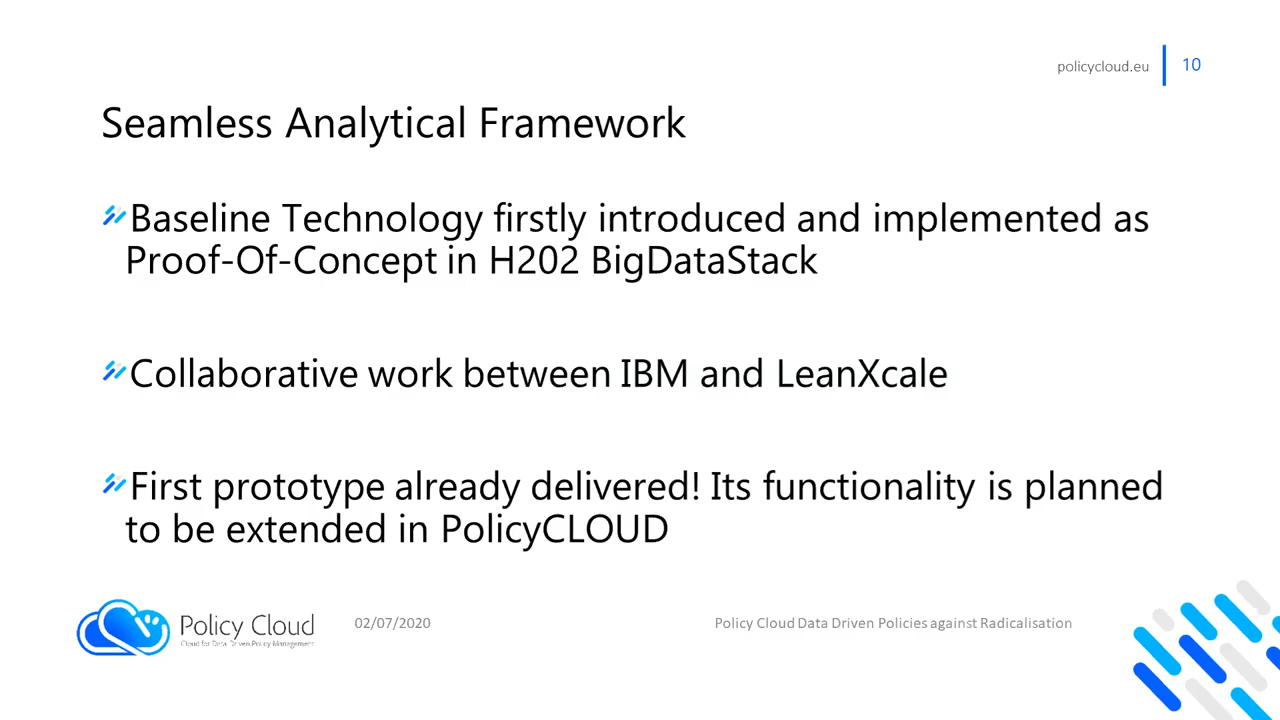 policycloud.eu
10
Seamless Analytical Framework
Baseline Technology firstly introduced and implemented as
Proof-Of-Concept in H202 BigDataStack
Collaborative work between IBM and LeanXcale
First prototype already delivered! Its functionality is planned
to be extended in PolicyCLOUD
Policy Cloud
Cloud for Data Driven Policy Management
02/07/2020
Policy Cloud Data Driven Policies against Radicalisation